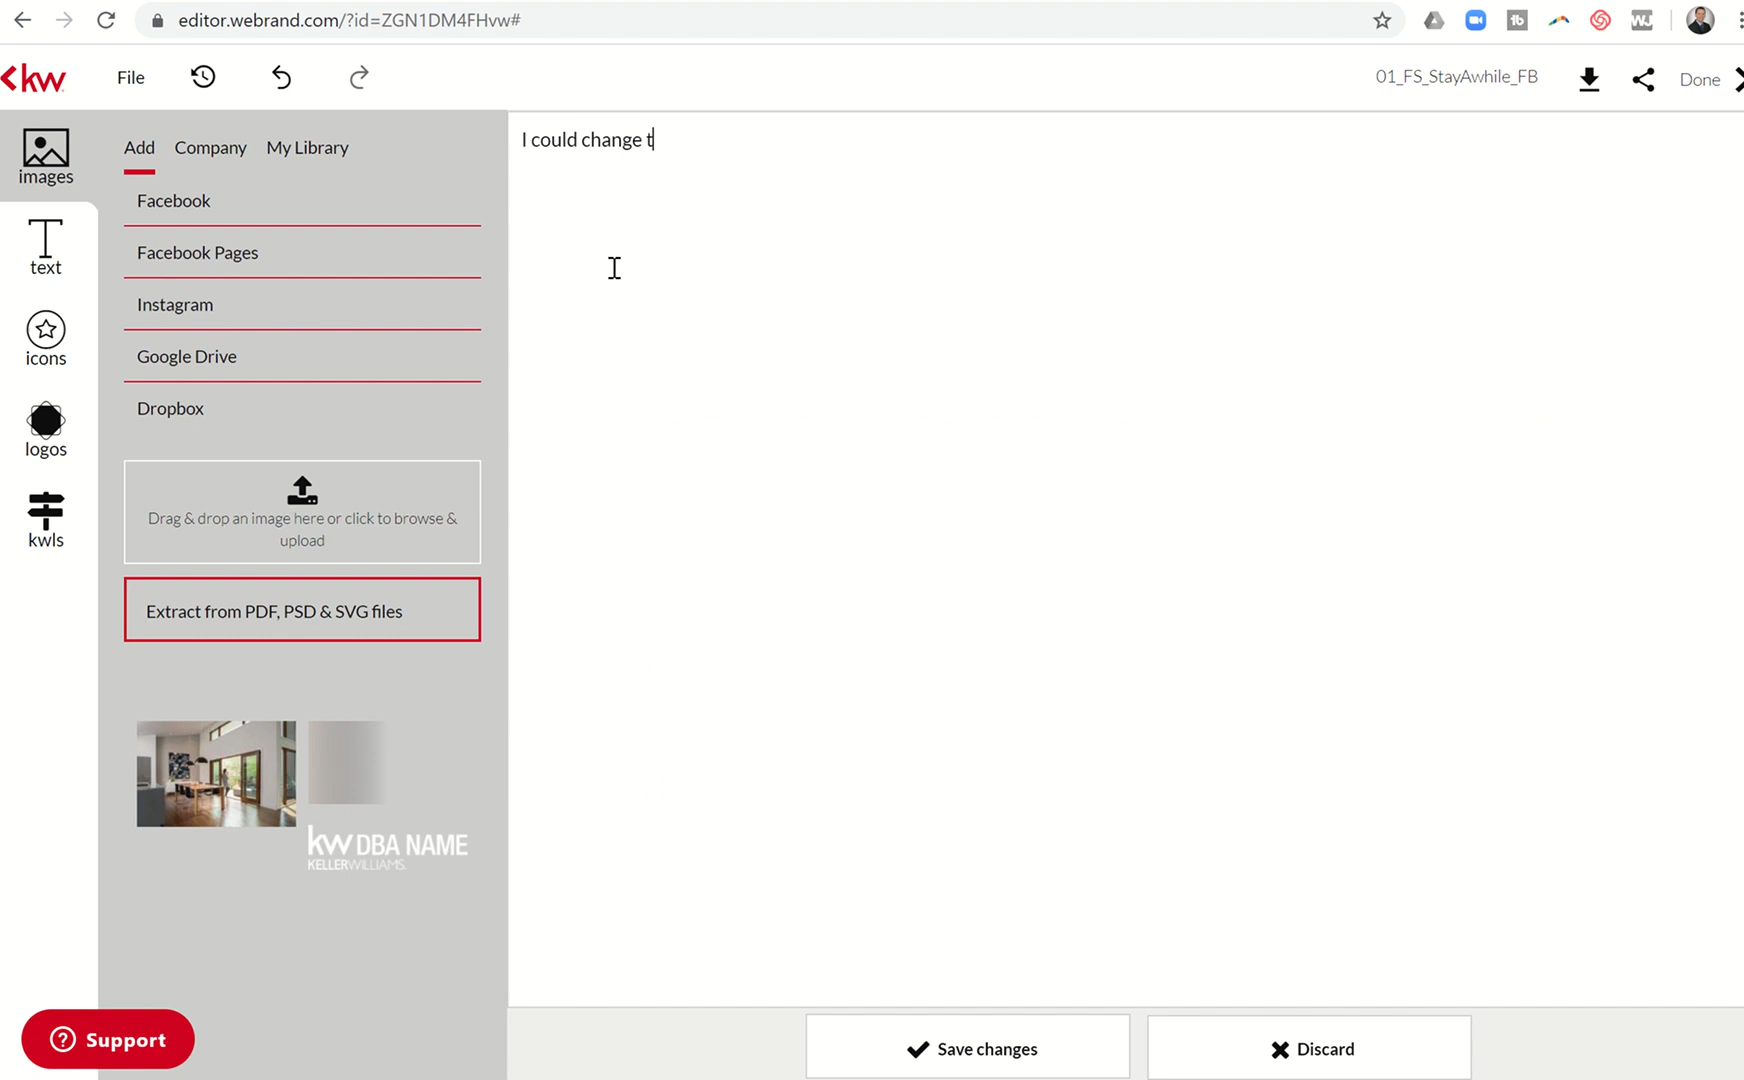 editor.webrand.com/?id=ZGN1DM4FHvw#
tb
WJ
kw
File
01_FS_StayAwhile_FB
Done
images
text
icons
logos
kwls
Add Company My Library
Facebook
Facebook Pages
Instagram
Google Drive
Dropbox
Drag & drop an image here or click to browse &
upload
Extract from PDF, PSD & SVG files
kw DBA NAME
KELLERWILLIAMS.
Support
I could change t
Save changes
Discard